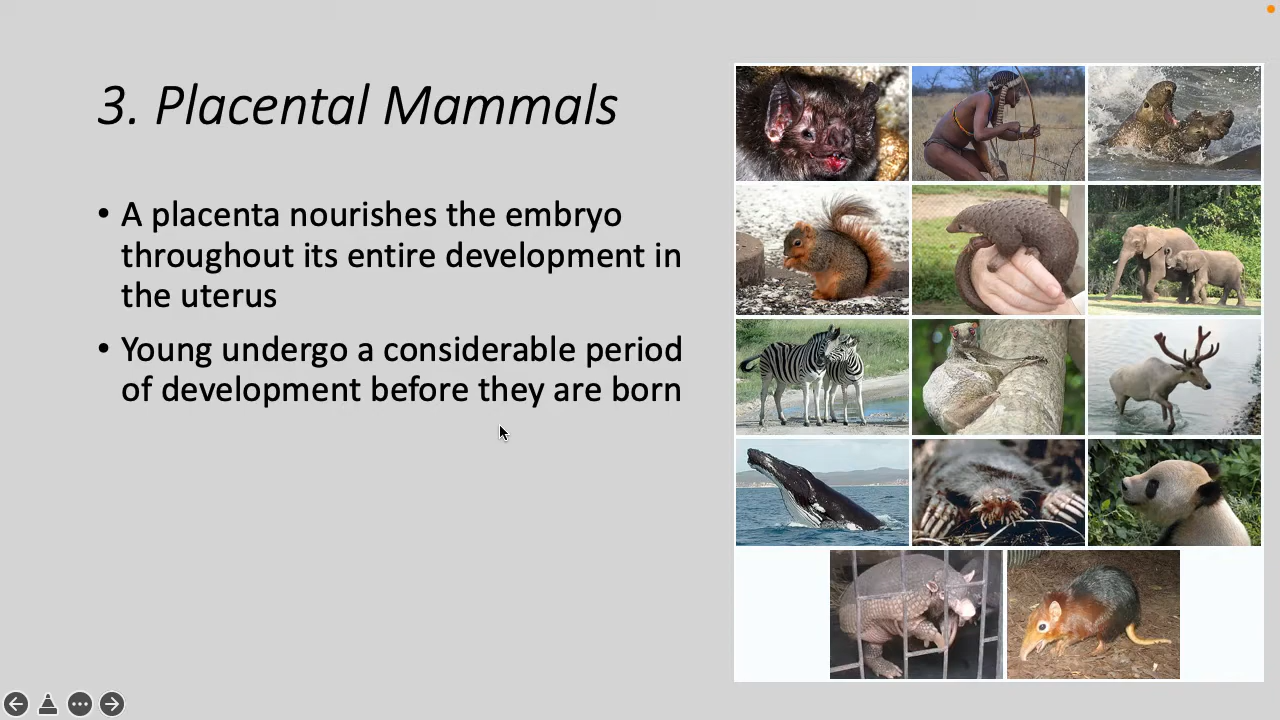 3. Placental Mammals
• A placenta nourishes the embryo
throughout its entire development in
the uterus
• Young undergo a considerable period
of development before they are born